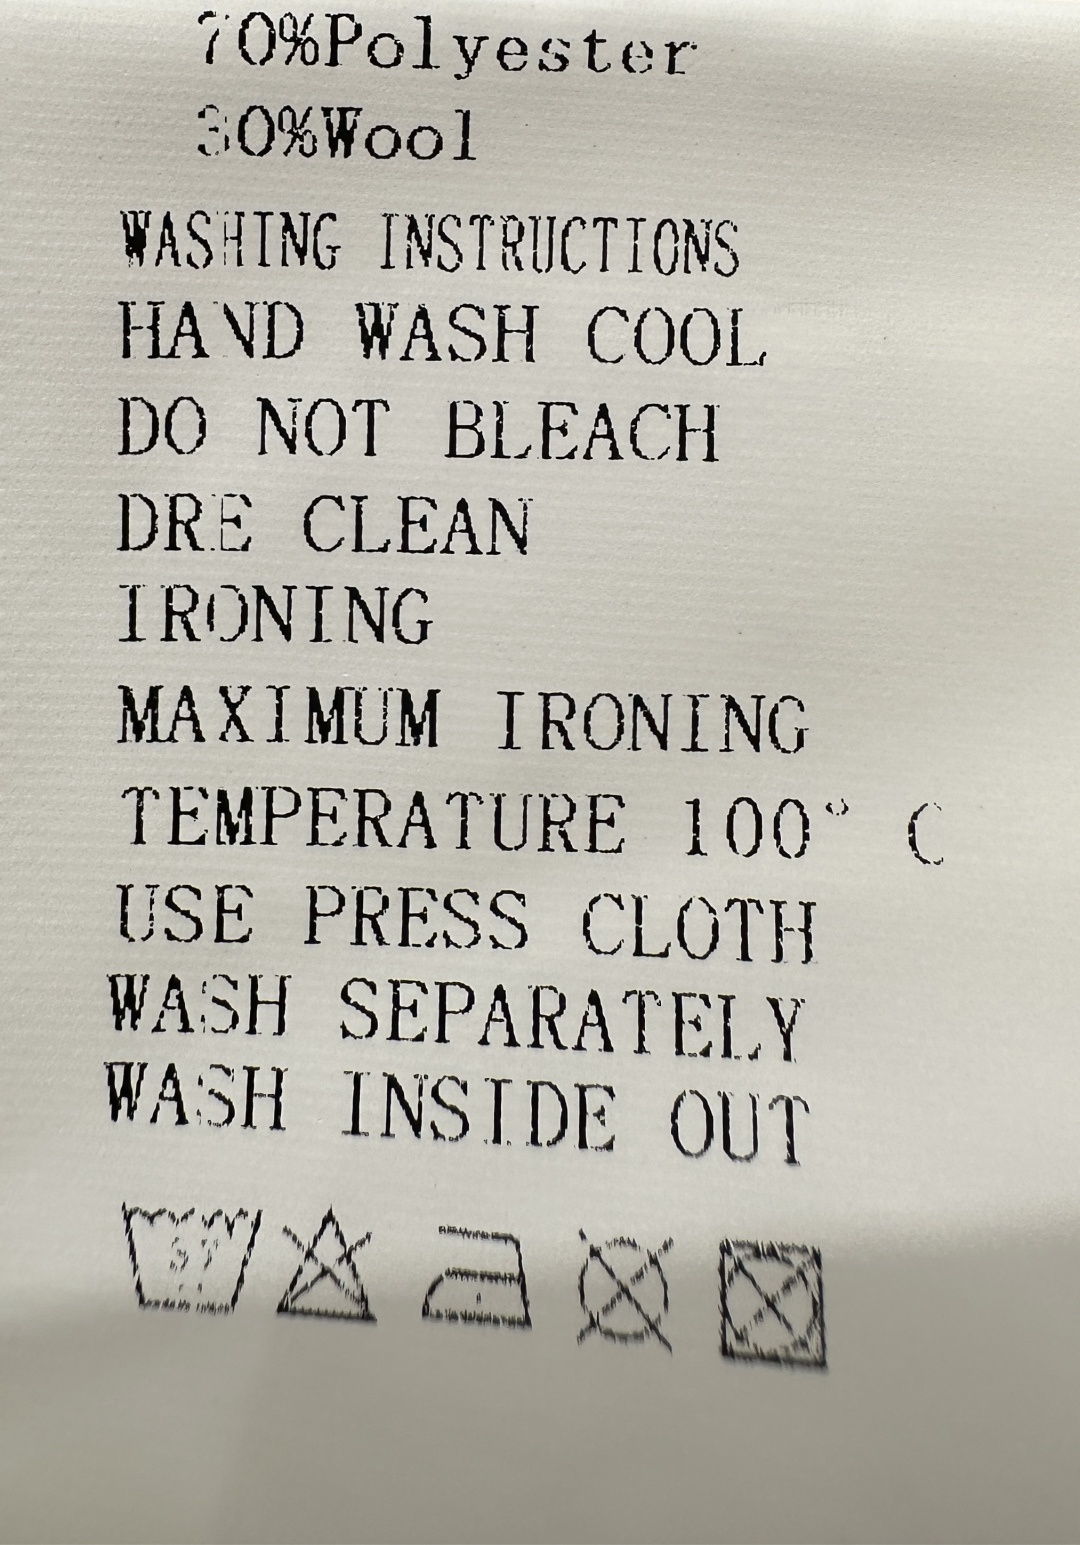 70%Polyester
30%Wool
WASHING INSTRUCTIONS
HAND WASH COOL
DO NOT BLEACH
DRE CLEAN
IRONING
MAXIMUM IRONING
TEMPERATURE 100° C
USE PRESS CLOTH
WASH SEPARATELY
WASH INSIDE OUT